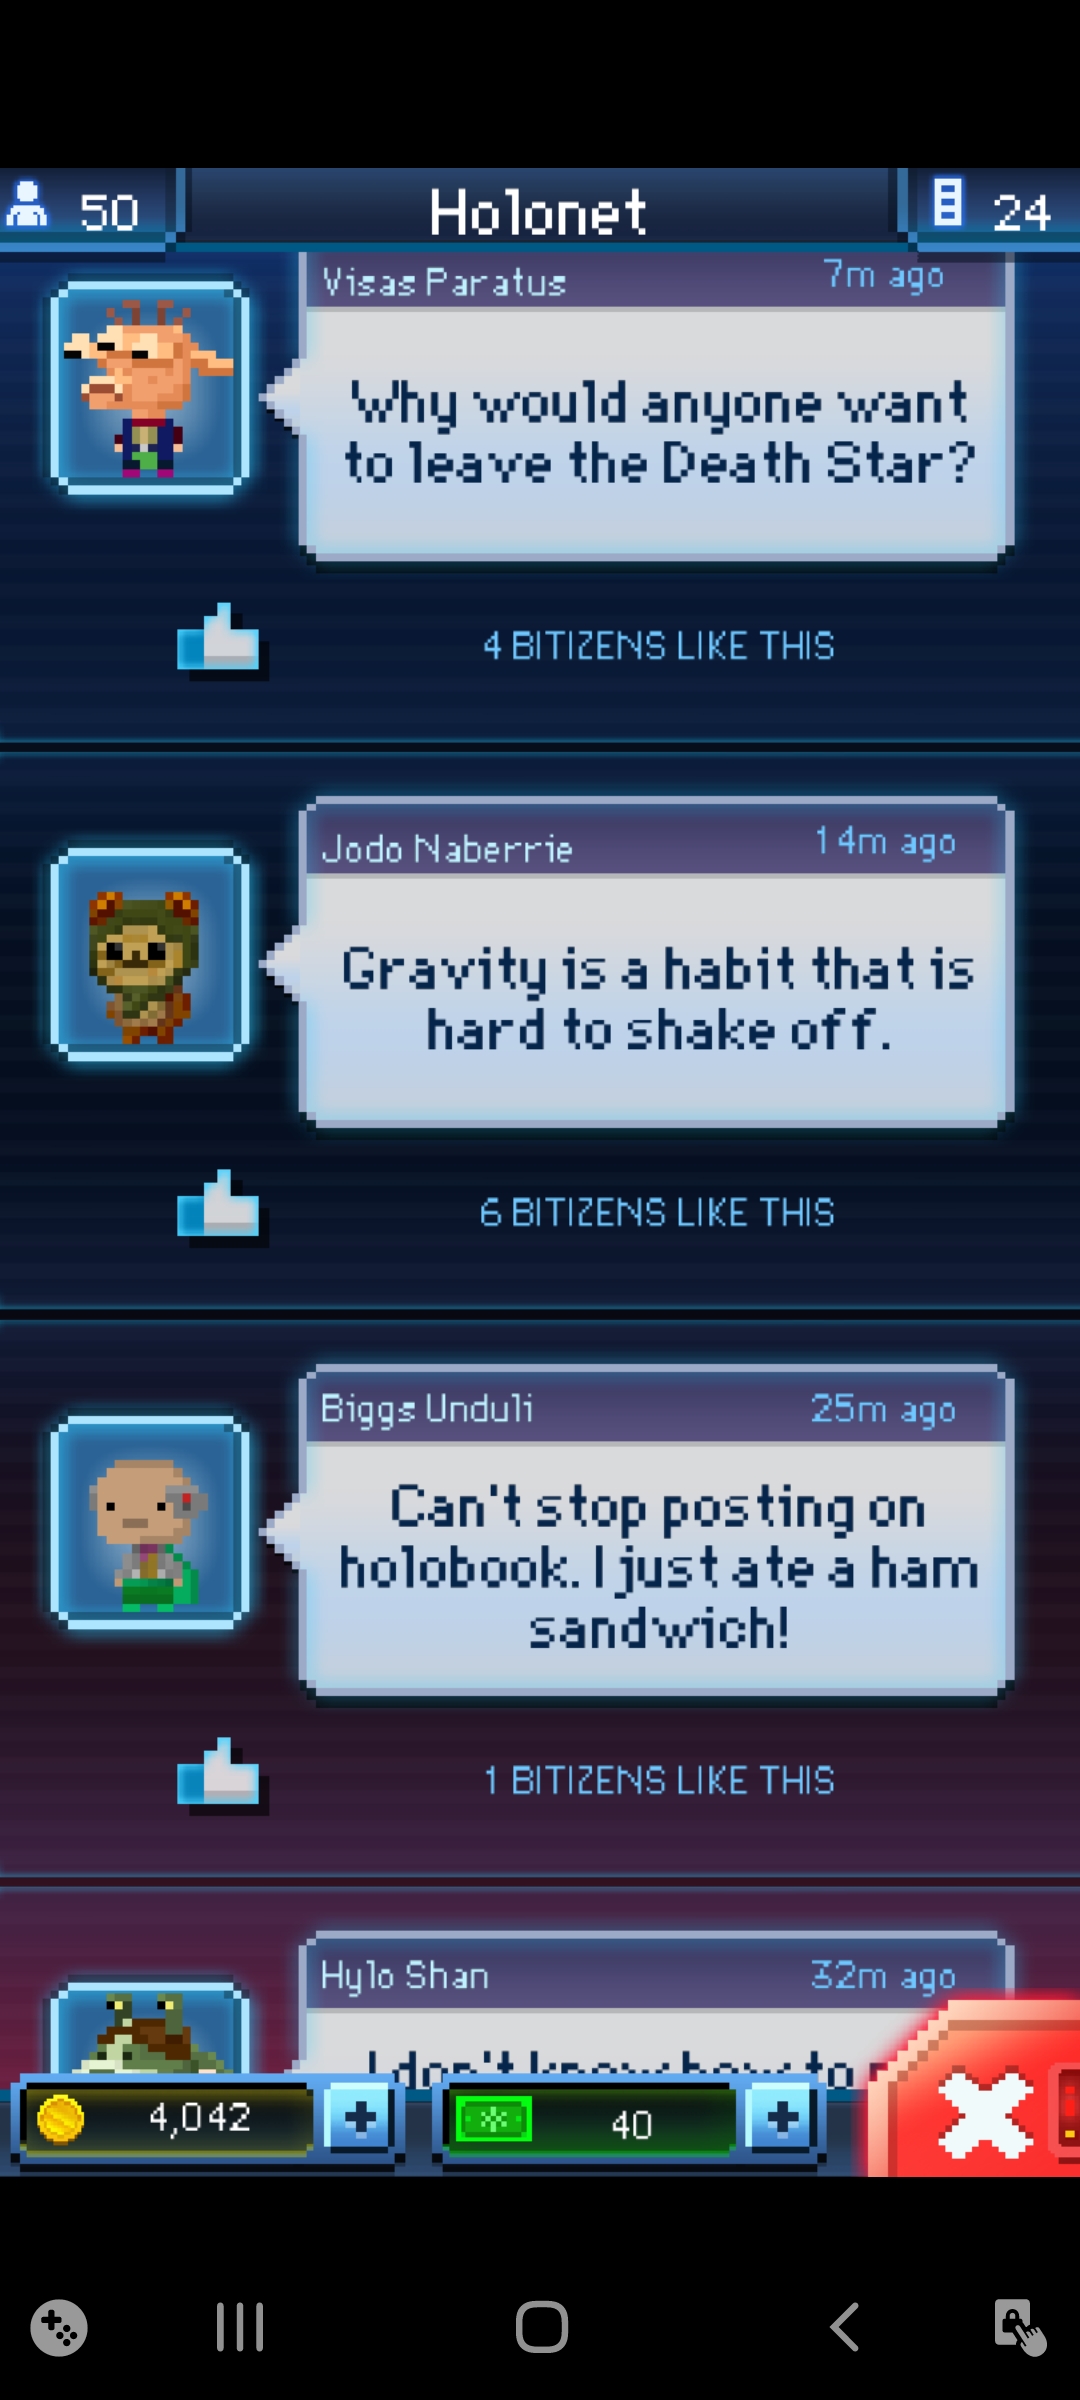 50
Holonet
24
Visas Paratus
7m ago
Why would anyone want
to leave the Death Star?
4 BITIZENS LIKE THIS
Jodo Naberrie
14m ago
Gravity is a habit that is
hard to shake off.
6 BITIZENS LIKE THIS
Biggs Unduli
25m ago
Can't stop posting on
holobook. I just ate a ham
sandwich!
1 BITIZENS LIKE THIS
Hylo Shan
32m ago
I don't know how to
4,042
40